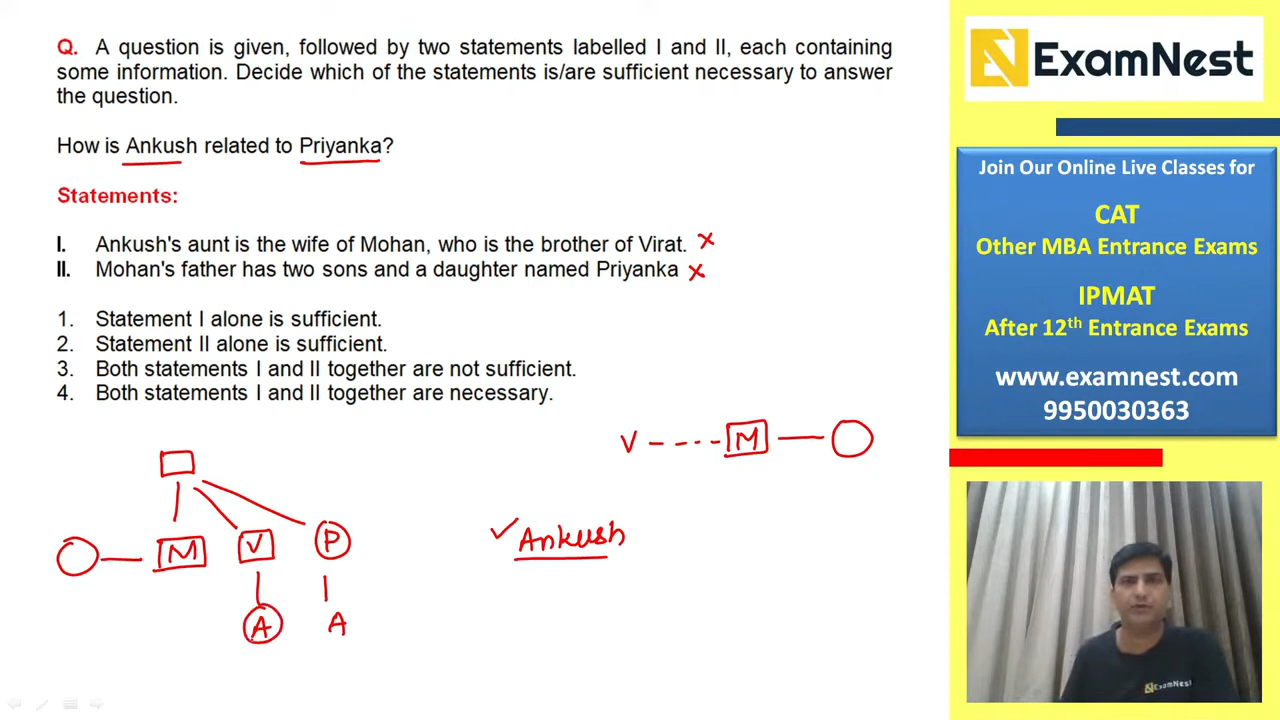 Q. A question is given, followed by two statements labelled I and II, each containing
some information. Decide which of the statements is/are sufficient necessary to answer
the question.
How is Ankush related to Priyanka?
Statements:
I. Ankush's aunt is the wife of Mohan, who is the brother of Virat. x
II. Mohan's father has two sons and a daughter named Priyanka x
1. Statement I alone is sufficient.
2. Statement II alone is sufficient.
3. Both statements I and II together are not sufficient.
4. Both statements I and II together are necessary.
V M
Ankush
M V P
A A
ExamNest
Join Our Online Live Classes for
CAT
Other MBA Entrance Exams
IPMAT
After 12th Entrance Exams
www.examnest.com
9950030363
ExamNest